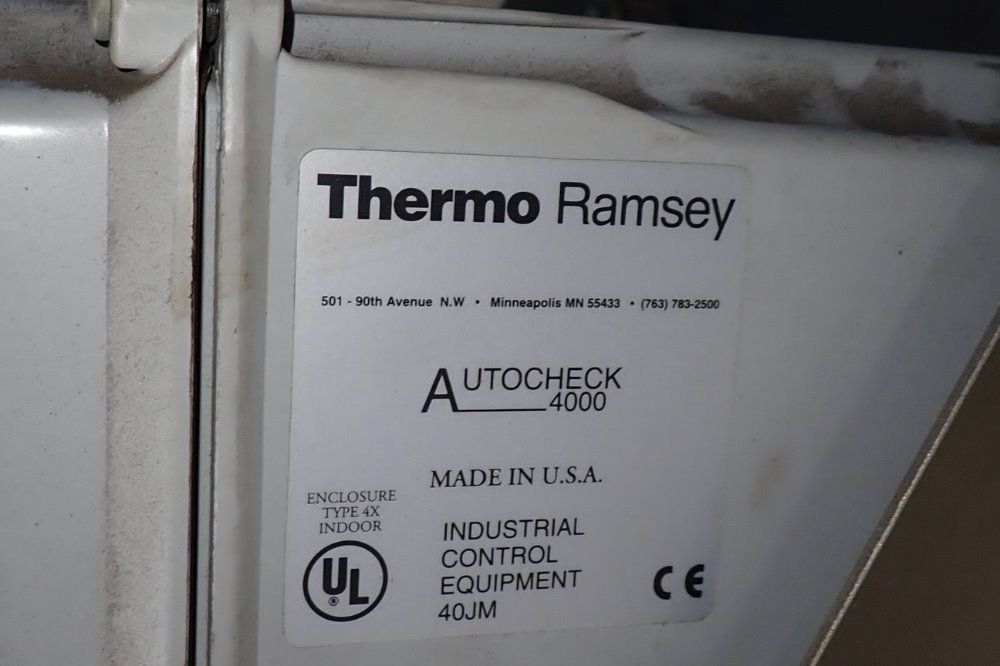 Thermo Ramsey
501 - 90th Avenue N.W • Minneapolis MN 55433 • (763) 783-2500
AUTOCHECK
4000
MADE IN U.S.A.
ENCLOSURE
TYPE 4X
INDOOR
UL
®
INDUSTRIAL
CONTROL
EQUIPMENT
40JM
CE